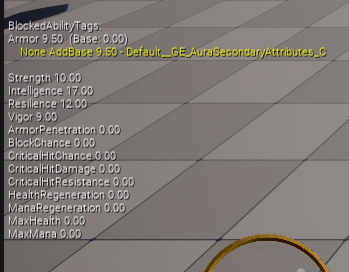 BlockedAbilityTags:
Armor 9.50 (Base: 0.00)
None AddBase 9.50 - Default__GE_AuraSecondaryAttributes_C
Strength 10.00
Intelligence 17.00
Resilience 12.00
Vigor 9.00
ArmorPenetration 0.00
BlockChance 0.00
CriticalHitChance 0.00
CriticalHitDamage 0.00
CriticalHitResistance 0.00
HealthRegeneration 0.00
ManaRegeneration 0.00
MaxHealth 0.00
MaxMana 0.00